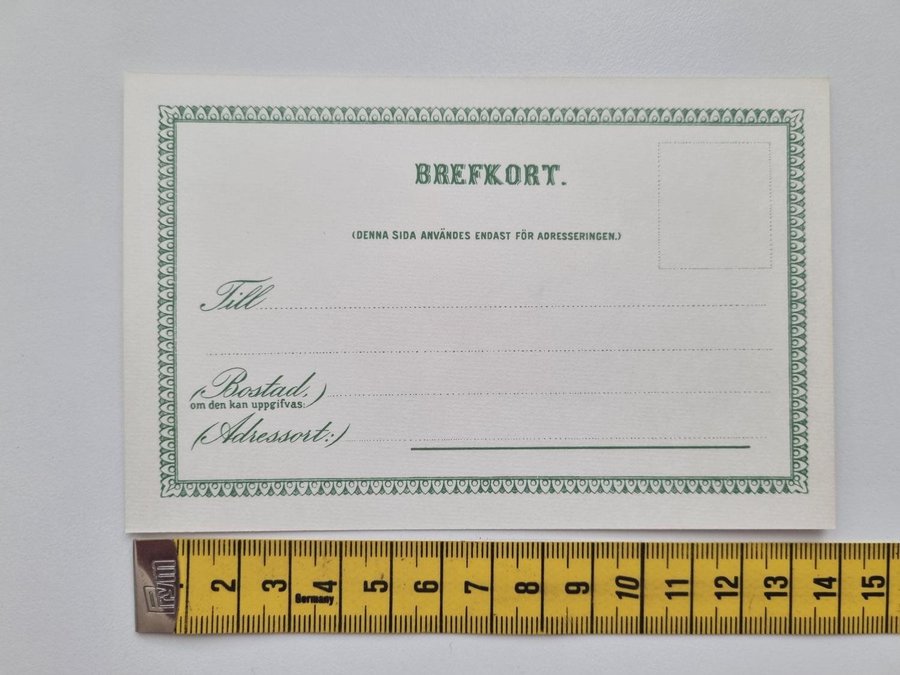 BREFKORT.
(DENNA SIDA ANVÄNDES ENDAST FÖR ADRESSERINGEN.)
Till
(Bostad,)
om den kan uppgifvas:
(Adressort:)
Prym 2 3 4 5 6 7 8 9 10 11 12 13 14 15
Germany